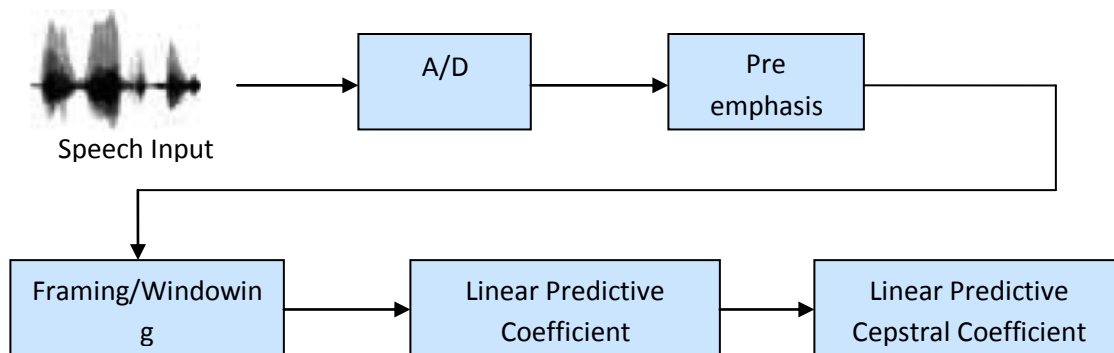 A/D
Pre
emphasis
Speech Input
Framing/Windowin
g
Linear Predictive
Coefficient
Linear Predictive
Cepstral Coefficient